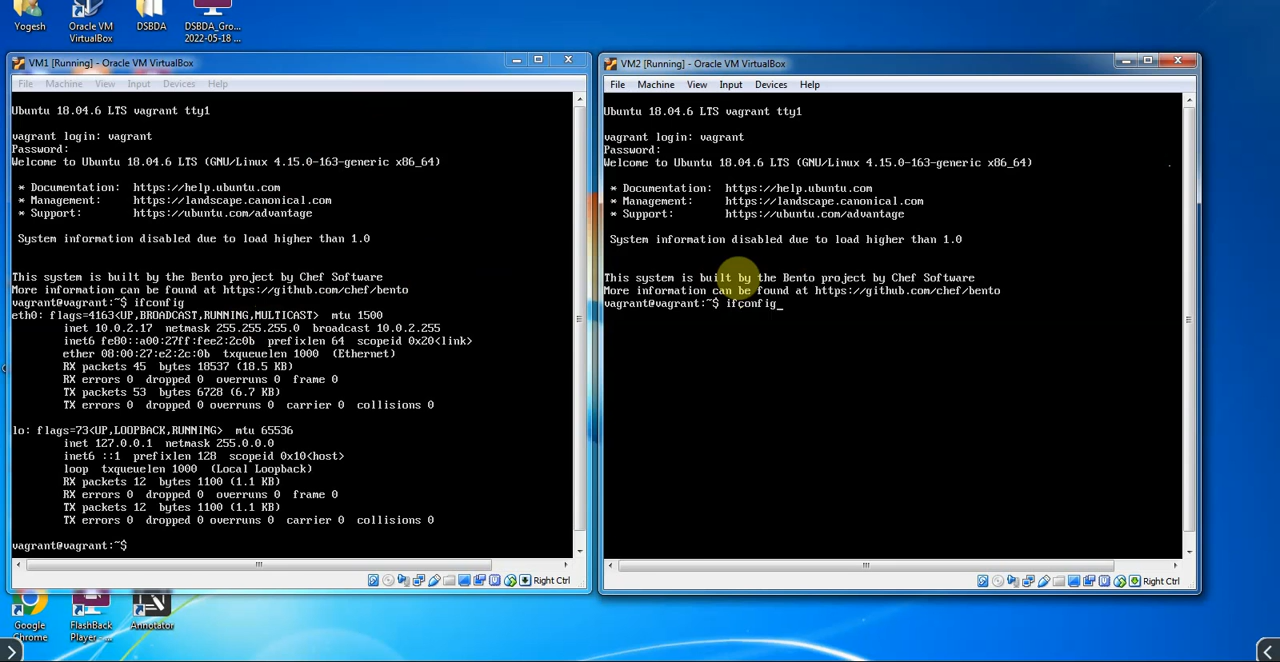 Yogesh
Oracle VM
VirtualBox
DSBDA
DSBDA_Gro...
2022-05-18 ...
VM1 [Running] - Oracle VM VirtualBox
File Machine View Input Devices Help
Ubuntu 18.04.6 LTS vagrant tty1
vagrant login: vagrant
Password:
Welcome to Ubuntu 18.04.6 LTS (GNU/Linux 4.15.0-163-generic x86_64)
* Documentation: https://help.ubuntu.com
* Management: https://landscape.canonical.com
* Support: https://ubuntu.com/advantage
System information disabled due to load higher than 1.0
This system is built by the Bento project by Chef Software
More information can be found at https://github.com/chef/bento
vagrant@vagrant:~$ ifconfig
eth0: flags=4163<UP,BROADCAST,RUNNING,MULTICAST> mtu 1500
inet 10.0.2.17 netmask 255.255.255.0 broadcast 10.0.2.255
inet6 fe80::a00:27ff:fee2:2c0b prefixlen 64 scopeid 0x20<link>
ether 08:00:27:e2:2c:0b txqueuelen 1000 (Ethernet)
RX packets 45 bytes 18537 (18.5 KB)
RX errors 0 dropped 0 overruns 0 frame 0
TX packets 53 bytes 6728 (6.7 KB)
TX errors 0 dropped 0 overruns 0 carrier 0 collisions 0
lo: flags=73<UP,LOOPBACK,RUNNING> mtu 65536
inet 127.0.0.1 netmask 255.0.0.0
inet6 ::1 prefixlen 128 scopeid 0x10<host>
loop txqueuelen 1000 (Local Loopback)
RX packets 12 bytes 1100 (1.1 KB)
RX errors 0 dropped 0 overruns 0 frame 0
TX packets 12 bytes 1100 (1.1 KB)
TX errors 0 dropped 0 overruns 0 carrier 0 collisions 0
vagrant@vagrant:~$
Right Ctrl
VM2 [Running] - Oracle VM VirtualBox
File Machine View Input Devices Help
Ubuntu 18.04.6 LTS vagrant tty1
vagrant login: vagrant
Password:
Welcome to Ubuntu 18.04.6 LTS (GNU/Linux 4.15.0-163-generic x86_64)
* Documentation: https://help.ubuntu.com
* Management: https://landscape.canonical.com
* Support: https://ubuntu.com/advantage
System information disabled due to load higher than 1.0
This system is built by the Bento project by Chef Software
More information can be found at https://github.com/chef/bento
vagrant@vagrant:~$ ifconfig_
Right Ctrl
Google
Chrome
FlashBack
Player - ...
Annotator